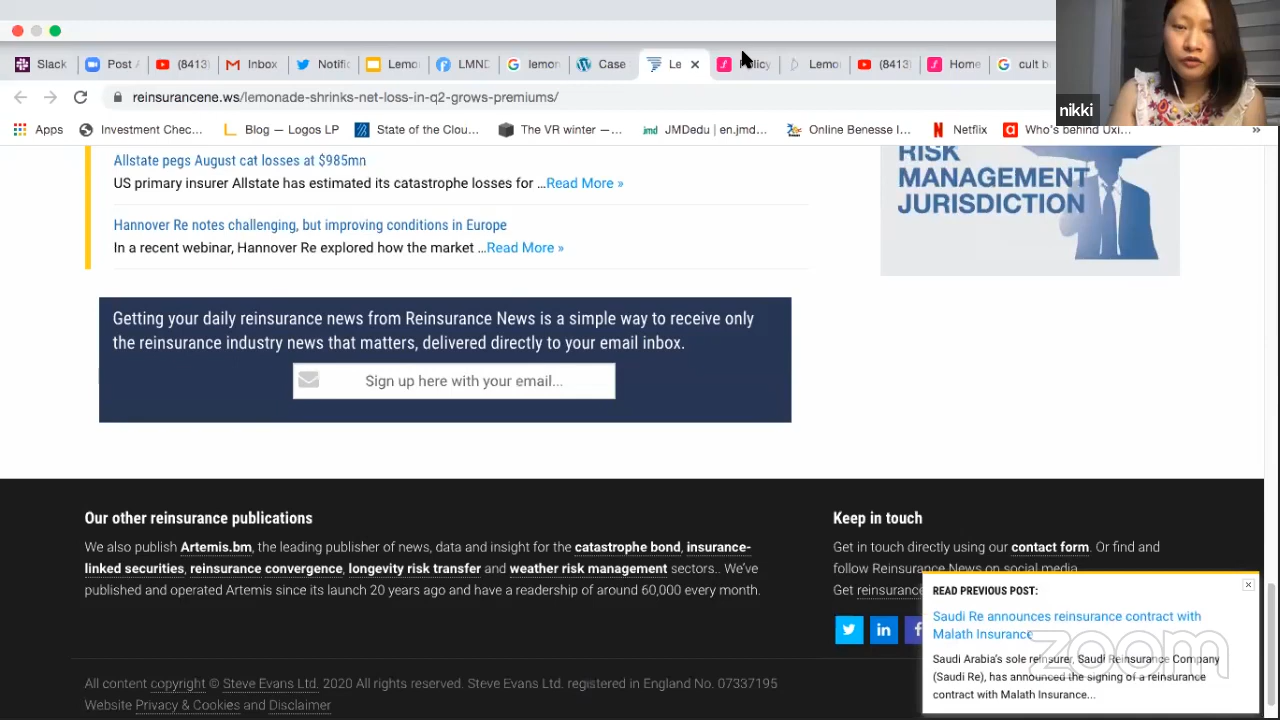 Slack
Post A
(8413)
Inbox
Notific
Lemo
LMND
lemon
Case
Le
Policy
Lemo
(8413)
Home
cult b
reinsurancene.ws/lemonade-shrinks-net-loss-in-q2-grows-premiums/
nikki
Apps
Investment Chec...
Blog — Logos LP
State of the Clou...
The VR winter —...
JMDedu | en.jmd...
Online Benesse I...
Netflix
Who's behind Uxi...
»
Allstate pegs August cat losses at $985mn
US primary insurer Allstate has estimated its catastrophe losses for ...Read More »
Hannover Re notes challenging, but improving conditions in Europe
In a recent webinar, Hannover Re explored how the market ...Read More »
RISK
MANAGEMENT
JURISDICTION
Getting your daily reinsurance news from Reinsurance News is a simple way to receive only
the reinsurance industry news that matters, delivered directly to your email inbox.
Sign up here with your email...
Our other reinsurance publications
We also publish Artemis.bm, the leading publisher of news, data and insight for the catastrophe bond, insurance-
linked securities, reinsurance convergence, longevity risk transfer and weather risk management sectors.. We've
published and operated Artemis since its launch 20 years ago and have a readership of around 60,000 every month.
Keep in touch
Get in touch directly using our contact form. Or find and
follow Reinsurance News on social media.
Get reinsurance
READ PREVIOUS POST:
Saudi Re announces reinsurance contract with
Malath Insurance
Saudi Arabia's sole reinsurer, Saudi Reinsurance Company
(Saudi Re), has announced the signing of a reinsurance
contract with Malath Insurance...
zoom
All content copyright © Steve Evans Ltd. 2020 All rights reserved. Steve Evans Ltd. registered in England No. 07337195
Website Privacy & Cookies and Disclaimer